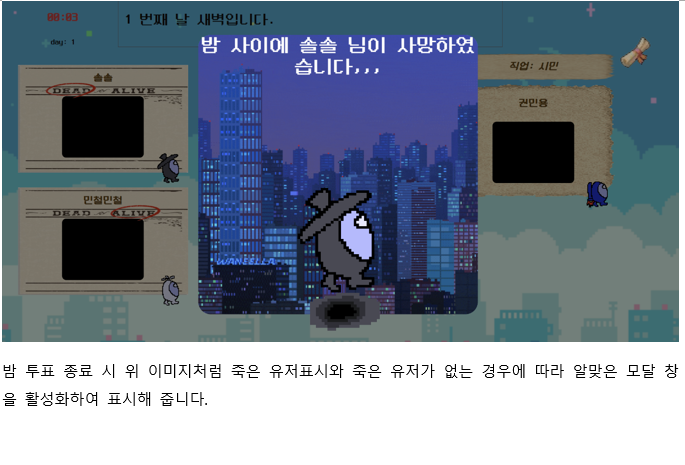 00:03
1 번째 날 새벽입니다.
day: 1
밤 사이에 솔솔 님이 사망하였
습니다,,,
솔솔
DEAD or ALIVE
직업: 시민
권민용
민철민철
DEAD or ALIVE
WANEELLA
밤 투표 종료 시 위 이미지처럼 죽은 유저표시와 죽은 유저가 없는 경우에 따라 알맞은 모달 창
을 활성화하여 표시해 줍니다.